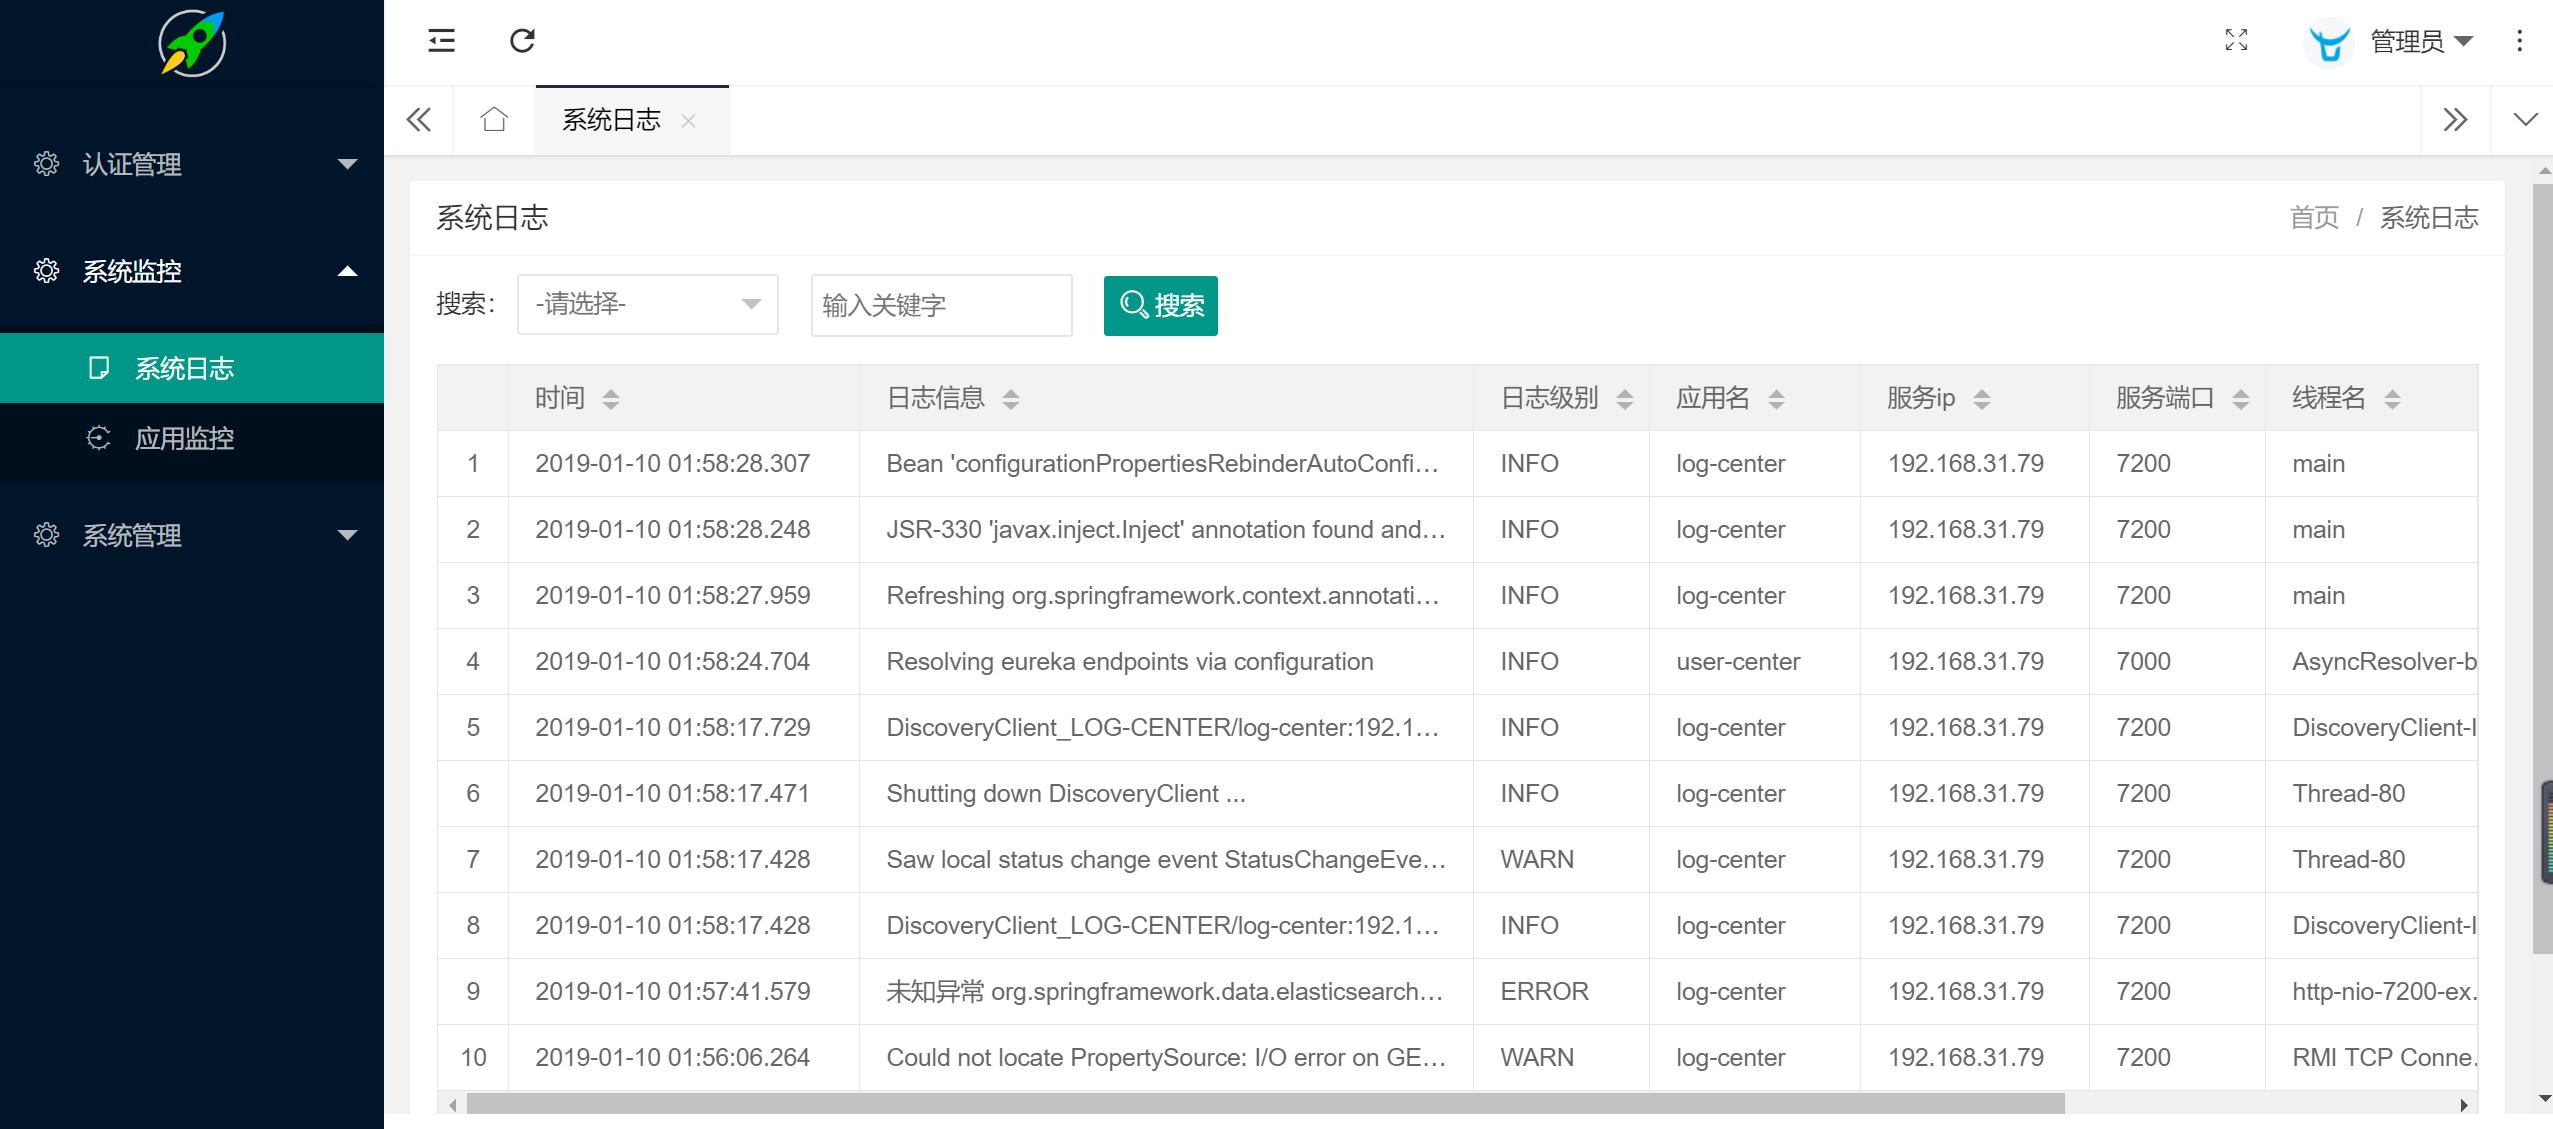 管理员
系统日志
认证管理
系统监控
系统日志
应用监控
系统管理
系统日志
首页 / 系统日志
搜索： -请选择- 输入关键字 搜索
时间 日志信息 日志级别 应用名 服务ip 服务端口 线程名
1 2019-01-10 01:58:28.307 Bean 'configurationPropertiesRebinderAutoConfi… INFO log-center 192.168.31.79 7200 main
2 2019-01-10 01:58:28.248 JSR-330 'javax.inject.Inject' annotation found and… INFO log-center 192.168.31.79 7200 main
3 2019-01-10 01:58:27.959 Refreshing org.springframework.context.annotati… INFO log-center 192.168.31.79 7200 main
4 2019-01-10 01:58:24.704 Resolving eureka endpoints via configuration INFO user-center 192.168.31.79 7000 AsyncResolver-b
5 2019-01-10 01:58:17.729 DiscoveryClient_LOG-CENTER/log-center:192.1… INFO log-center 192.168.31.79 7200 DiscoveryClient-I
6 2019-01-10 01:58:17.471 Shutting down DiscoveryClient ... INFO log-center 192.168.31.79 7200 Thread-80
7 2019-01-10 01:58:17.428 Saw local status change event StatusChangeEve… WARN log-center 192.168.31.79 7200 Thread-80
8 2019-01-10 01:58:17.428 DiscoveryClient_LOG-CENTER/log-center:192.1… INFO log-center 192.168.31.79 7200 DiscoveryClient-I
9 2019-01-10 01:57:41.579 未知异常 org.springframework.data.elasticsearch… ERROR log-center 192.168.31.79 7200 http-nio-7200-ex.
10 2019-01-10 01:56:06.264 Could not locate PropertySource: I/O error on GE… WARN log-center 192.168.31.79 7200 RMI TCP Conne.